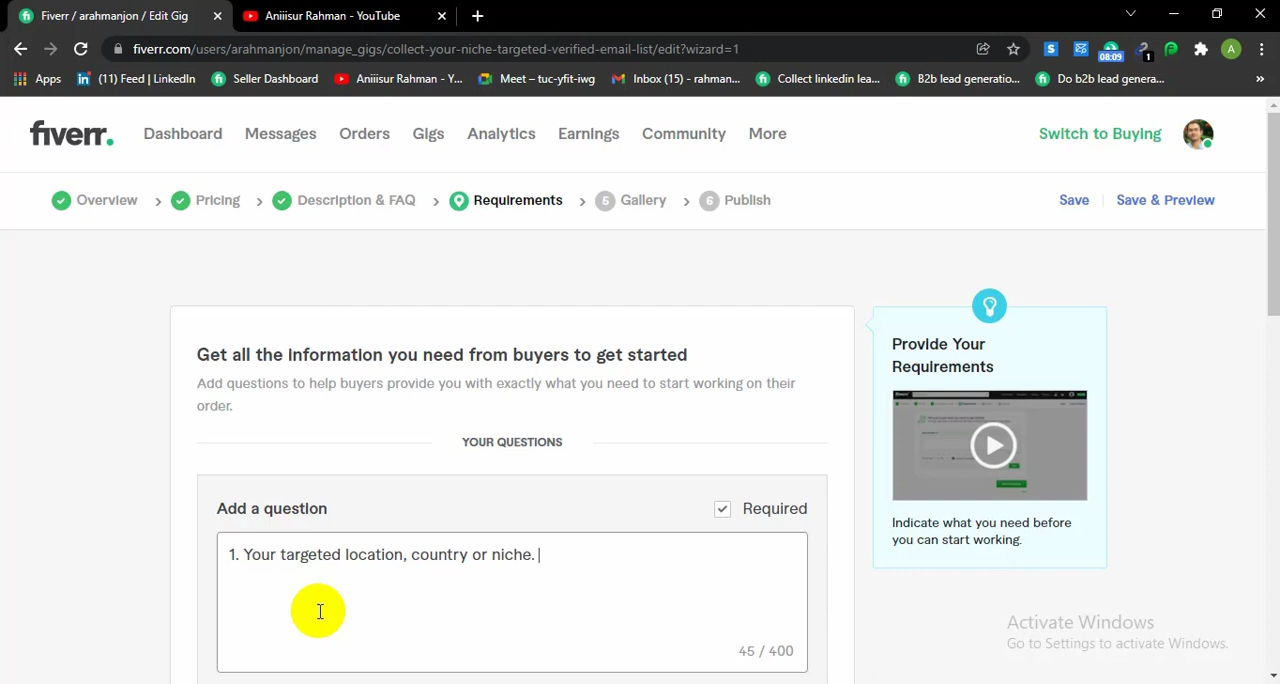 Fiverr / arahmanjon / Edit Gig
Aniiisur Rahman - YouTube
fiverr.com/users/arahmanjon/manage_gigs/collect-your-niche-targeted-verified-email-list/edit?wizard=1
S
08:09
1
A
Apps
(11) Feed | LinkedIn
Seller Dashboard
Aniiisur Rahman - Y...
Meet – tuc-yfit-iwg
Inbox (15) - rahman...
Collect linkedin lea...
B2b lead generatio...
Do b2b lead genera...
»
fiverr.
Dashboard
Messages
Orders
Gigs
Analytics
Earnings
Community
More
Switch to Buying
Overview
Pricing
Description & FAQ
Requirements
5 Gallery
6 Publish
Save
Save & Preview
Get all the information you need from buyers to get started
Add questions to help buyers provide you with exactly what you need to start working on their
order.
YOUR QUESTIONS
Add a question
Required
1. Your targeted location, country or niche.
45 / 400
Provide Your
Requirements
Indicate what you need before
you can start working.
Activate Windows
Go to Settings to activate Windows.